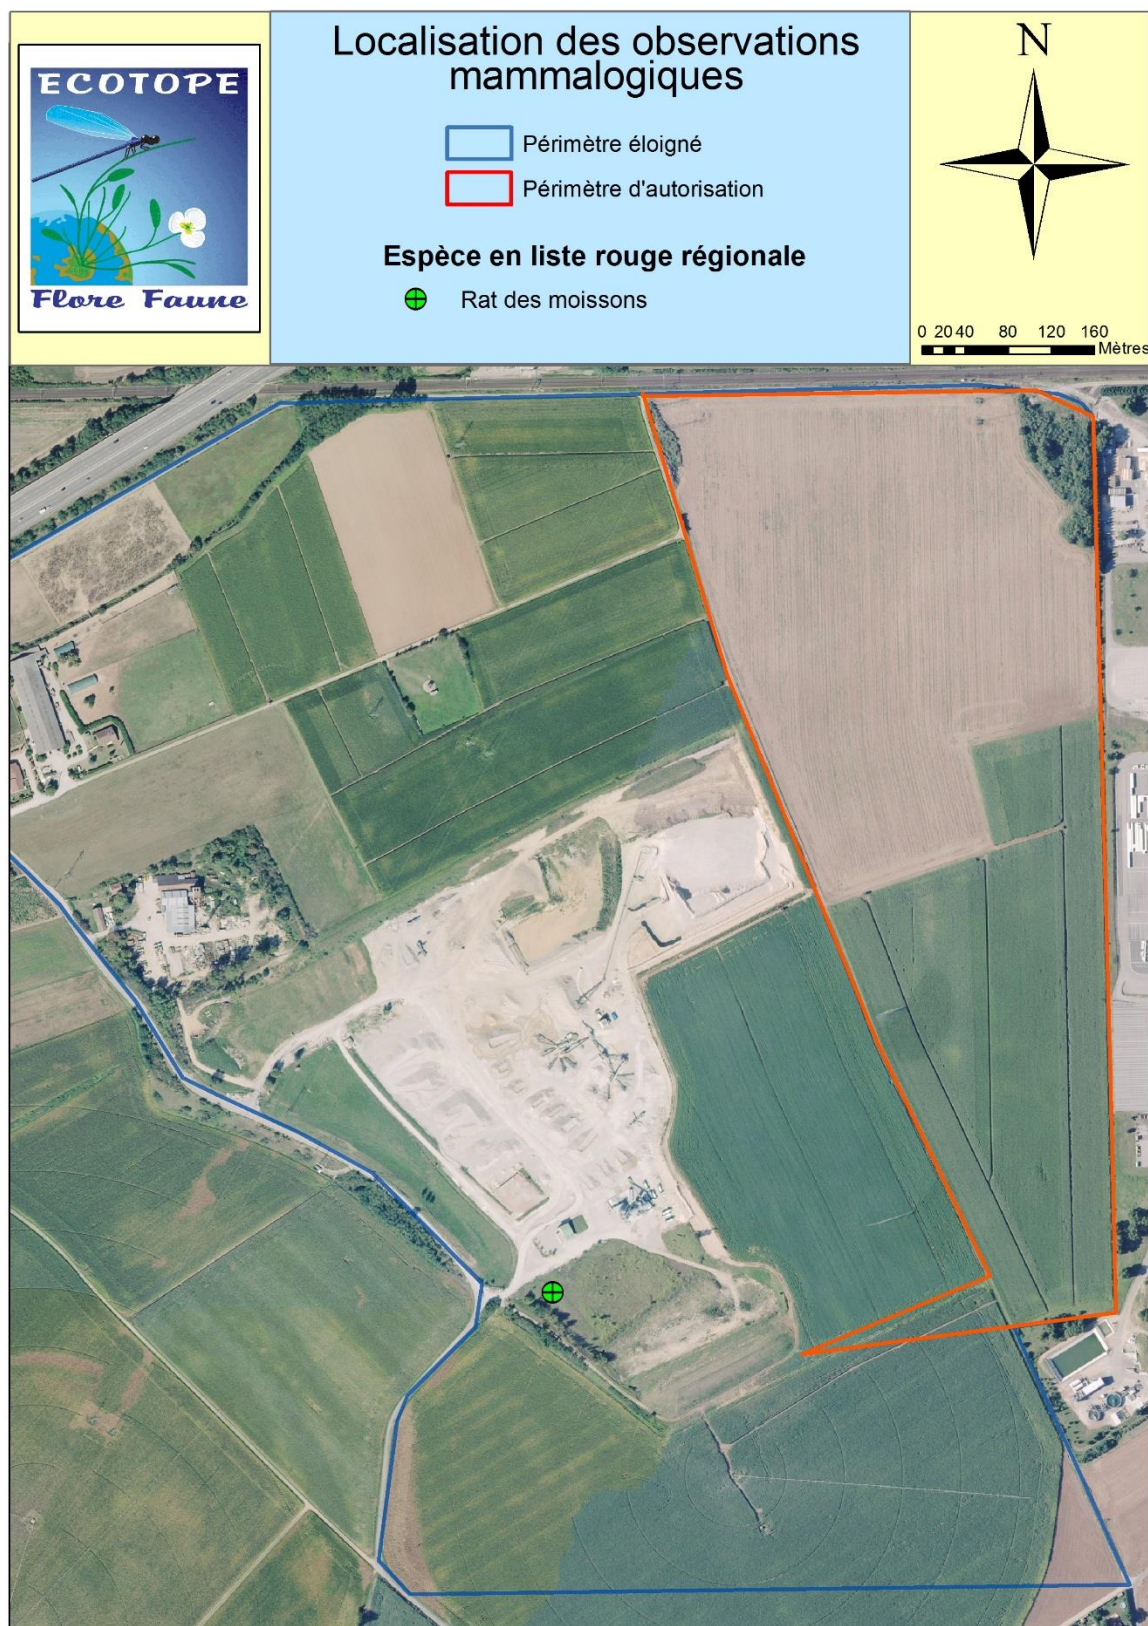 ECOTOPE
Flore Faune
Localisation des observations
mammalogiques
Périmètre éloigné
Périmètre d'autorisation
Espèce en liste rouge régionale
Rat des moissons
N
0 20 40 80 120 160
Mètres